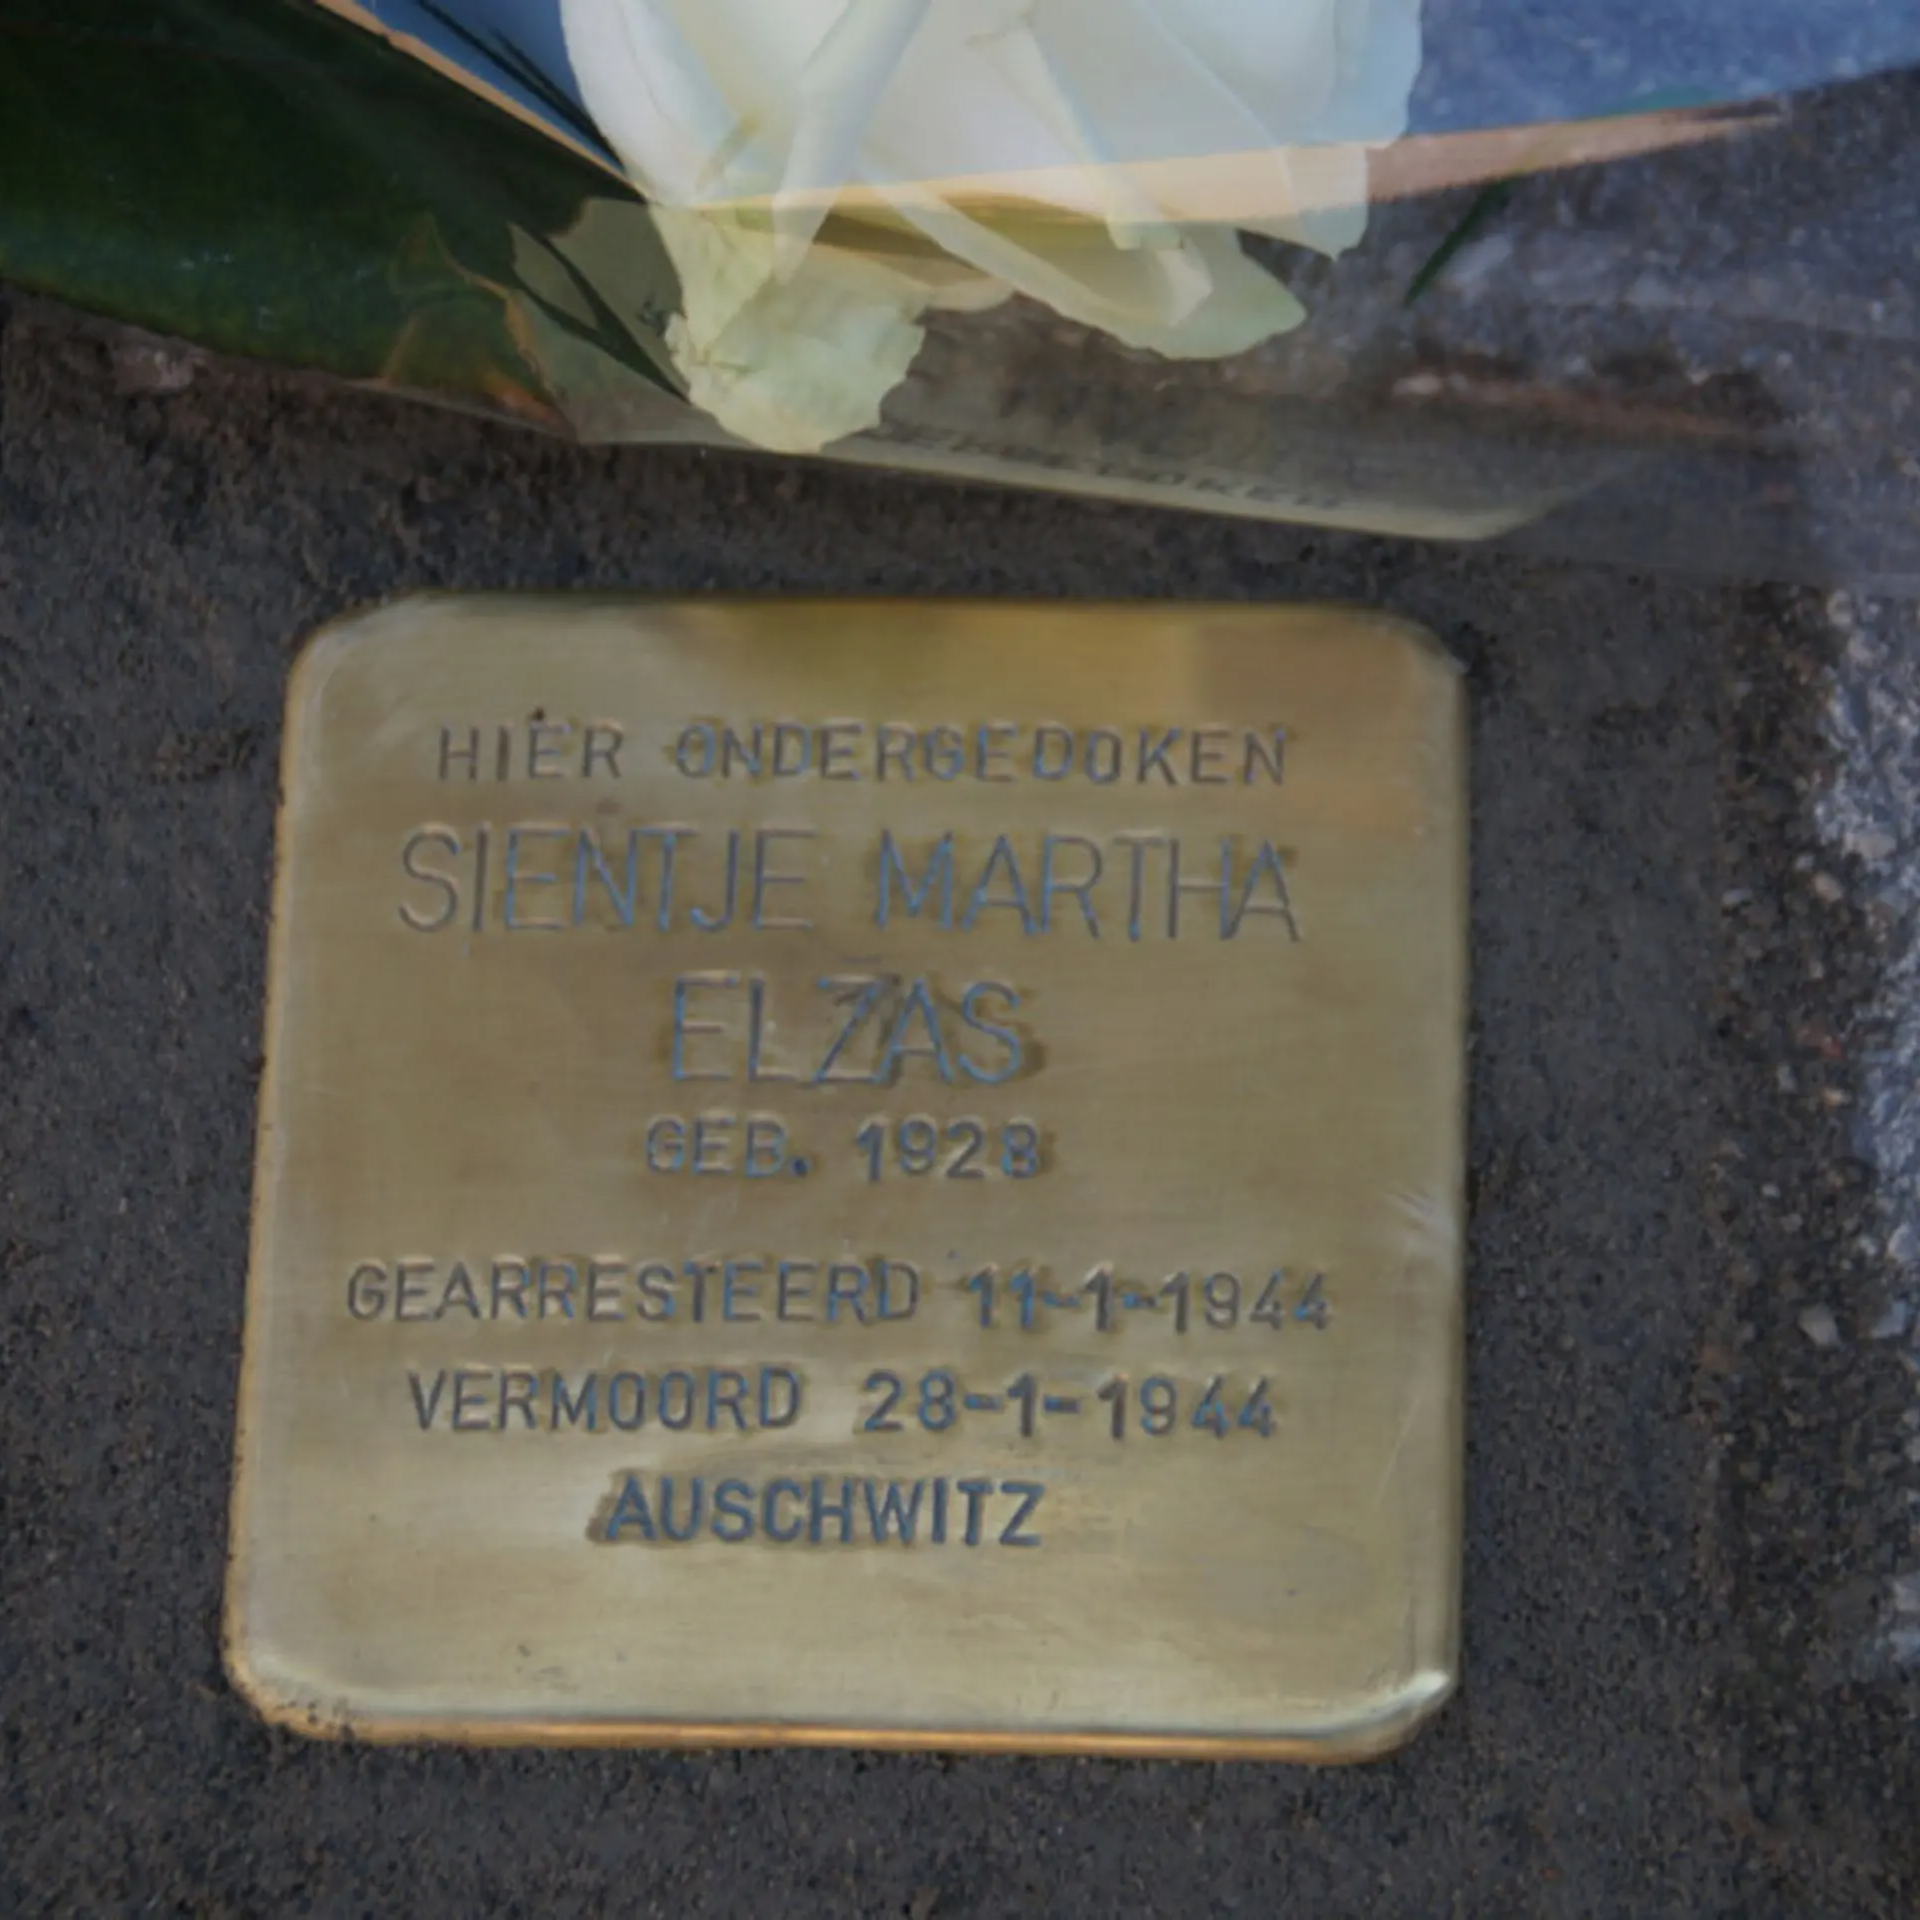 HIER ONDERGEDOKEN
SIENTJE MARTHA
ELZAS
GEB. 1928
GEARRESTEERD 11-1-1944
VERMOORD 28-1-1944
AUSCHWITZ